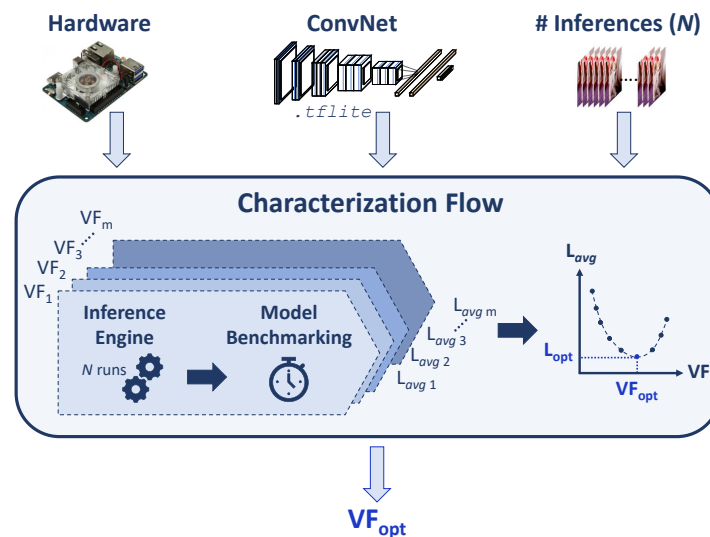 Hardware
ConvNet
# Inferences (N)
.tflite
Characterization Flow
VF1
VF2
VF3
VFm
Inference
Engine
N runs
Model
Benchmarking
Lavg 1
Lavg 2
Lavg 3
Lavg m
Lavg
Lopt
VF
VFopt
VFopt